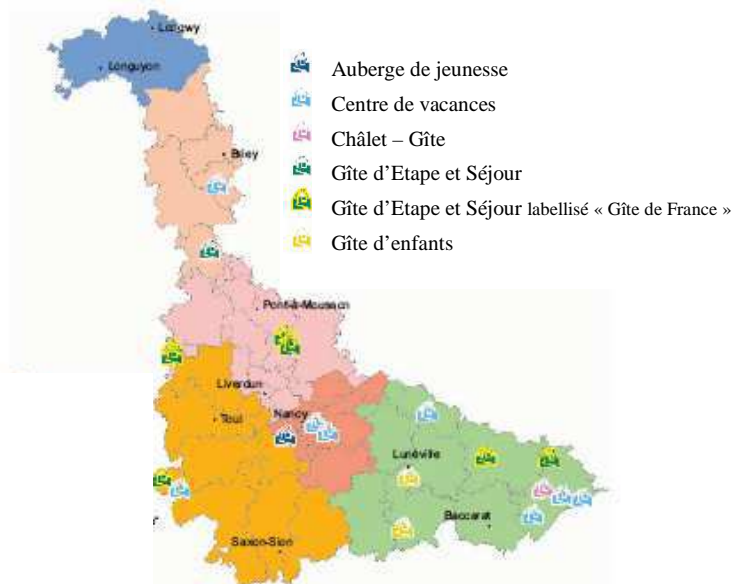 Longwy
Longuyon
Auberge de jeunesse
Centre de vacances
Châlet – Gîte
Gîte d’Etape et Séjour
Gîte d’Etape et Séjour labellisé « Gîte de France »
Gîte d’enfants
Briey
Pont-à-Mousson
Liverdun
Toul
Nancy
Lunéville
Baccarat
Saxon-Sion